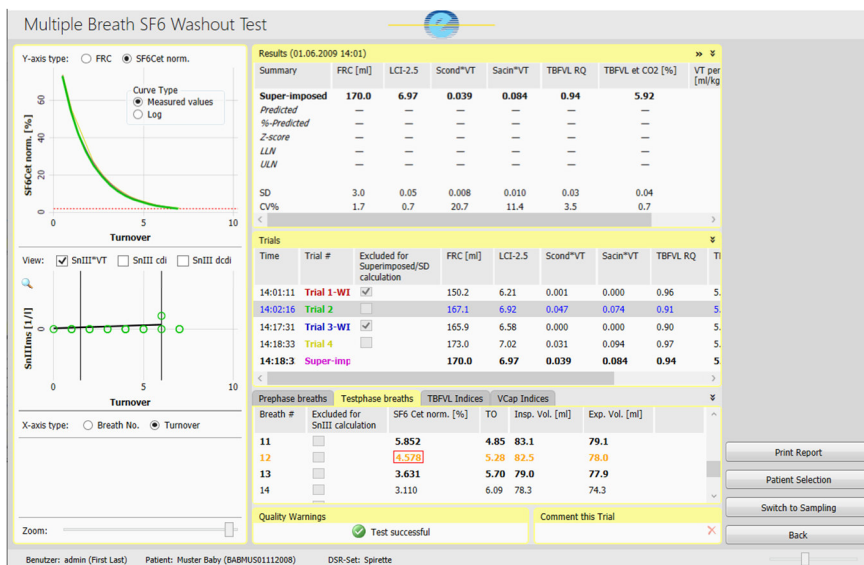 Multiple Breath SF6 Washout Test
Y-axis type: FRC SF6Cet norm.
Curve Type
Measured values
Log
SF6Cet norm. [%]
60
40
20
0
0 5 10
Turnover
View: SnIII*VT SnIII cdi SnIII dcdi
SnIIIms [1/l]
0
0 5 10
Turnover
X-axis type: Breath No. Turnover
Zoom:
Results (01.06.2009 14:01)
Summary FRC [ml] LCI-2.5 Scond*VT Sacin*VT TBFVL RQ TBFVL et CO2 [%] VT per [ml/kg
Super-imposed 170.0 6.97 0.039 0.084 0.94 5.92
Predicted — — — — — —
%-Predicted — — — — — —
Z-score — — — — — —
LLN — — — — — —
ULN — — — — — —
SD 3.0 0.05 0.008 0.010 0.03 0.04
CV% 1.7 0.7 20.7 11.4 3.5 0.7
Trials
Time Trial # Excluded for Superimposed/SD calculation FRC [ml] LCI-2.5 Scond*VT Sacin*VT TBFVL RQ
14:01:11 Trial 1-WI 150.2 6.21 0.001 0.000 0.96 5.
14:02:16 Trial 2 167.1 6.92 0.047 0.074 0.91 5.
14:17:31 Trial 3-WI 165.9 6.58 0.000 0.000 0.90 5.
14:18:33 Trial 4 173.0 7.02 0.031 0.094 0.97 5.
14:18:3 Super-imp 170.0 6.97 0.039 0.084 0.94 5.
Prephase breaths Testphase breaths TBFVL Indices VCap Indices
Breath # Excluded for SnIII calculation SF6 Cet norm. [%] TO Insp. Vol. [ml] Exp. Vol. [ml]
11 5.852 4.85 83.1 79.1
12 4.578 5.28 82.5 78.0
13 3.631 5.70 79.0 77.9
14 3.110 6.09 78.3 74.3
Quality Warnings
Test successful
Comment this Trial
Print Report
Patient Selection
Switch to Sampling
Back
Benutzer: admin (First Last) Patient: Muster Baby (BABMUS01112008) DSR-Set: Spirette